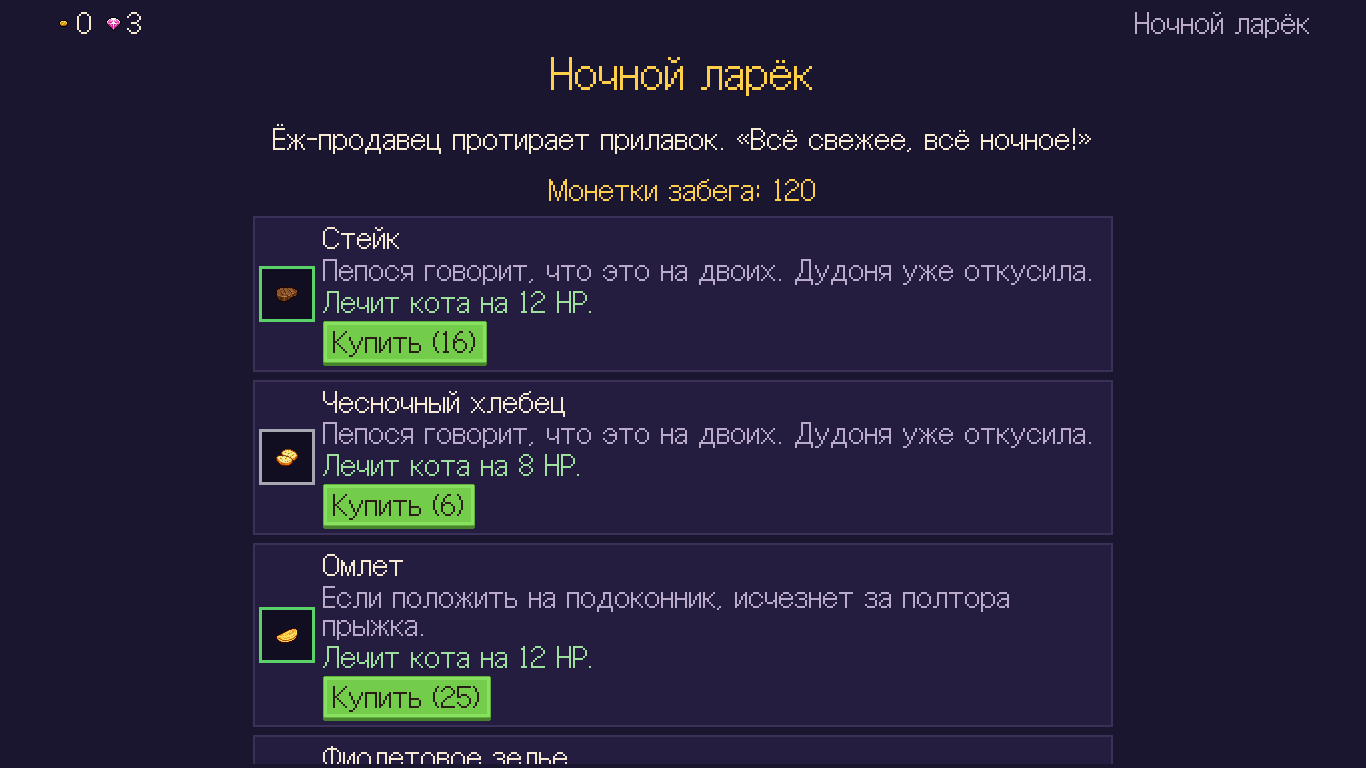 0 3
Ночной ларёк
Ночной ларёк
Ёж-продавец протирает прилавок. «Всё свежее, всё ночное!»
Монетки забега: 120
Стейк
Пепося говорит, что это на двоих. Дудоня уже откусила.
Лечит кота на 12 HP.
Купить (16)
Чесночный хлебец
Пепося говорит, что это на двоих. Дудоня уже откусила.
Лечит кота на 8 HP.
Купить (6)
Омлет
Если положить на подоконник, исчезнет за полтора
прыжка.
Лечит кота на 12 HP.
Купить (25)
Фиолетовое зелье